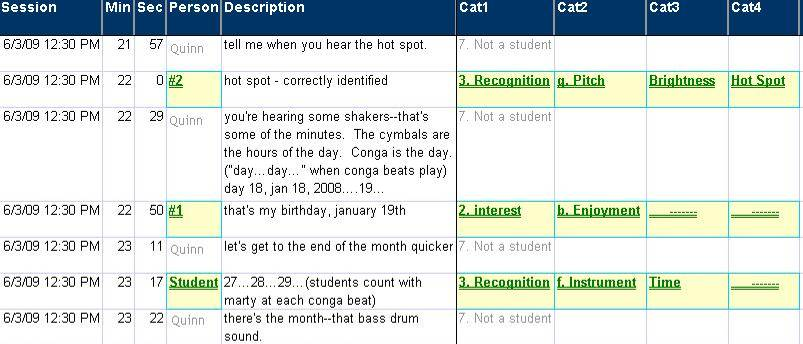 Session Min Sec Person Description Cat1 Cat2 Cat3 Cat4
6/3/09 12:30 PM 21 57 Quinn tell me when you hear the hot spot. 7. Not a student
6/3/09 12:30 PM 22 0 #2 hot spot - correctly identified 3. Recognition g. Pitch Brightness Hot Spot
6/3/09 12:30 PM 22 29 Quinn you're hearing some shakers--that's 7. Not a student
some of the minutes. The cymbals are
the hours of the day. Conga is the day.
("day...day..." when conga beats play)
day 18, jan 18, 2008....19...
6/3/09 12:30 PM 22 50 #1 that's my birthday, january 19th 2. interest b. Enjoyment ------- -------
6/3/09 12:30 PM 23 11 Quinn let's get to the end of the month quicker 7. Not a student
6/3/09 12:30 PM 23 17 Student 27...28...29...(students count with 3. Recognition f. Instrument Time -------
marty at each conga beat)
6/3/09 12:30 PM 23 22 Quinn there's the month--that bass drum 7. Not a student
sound.